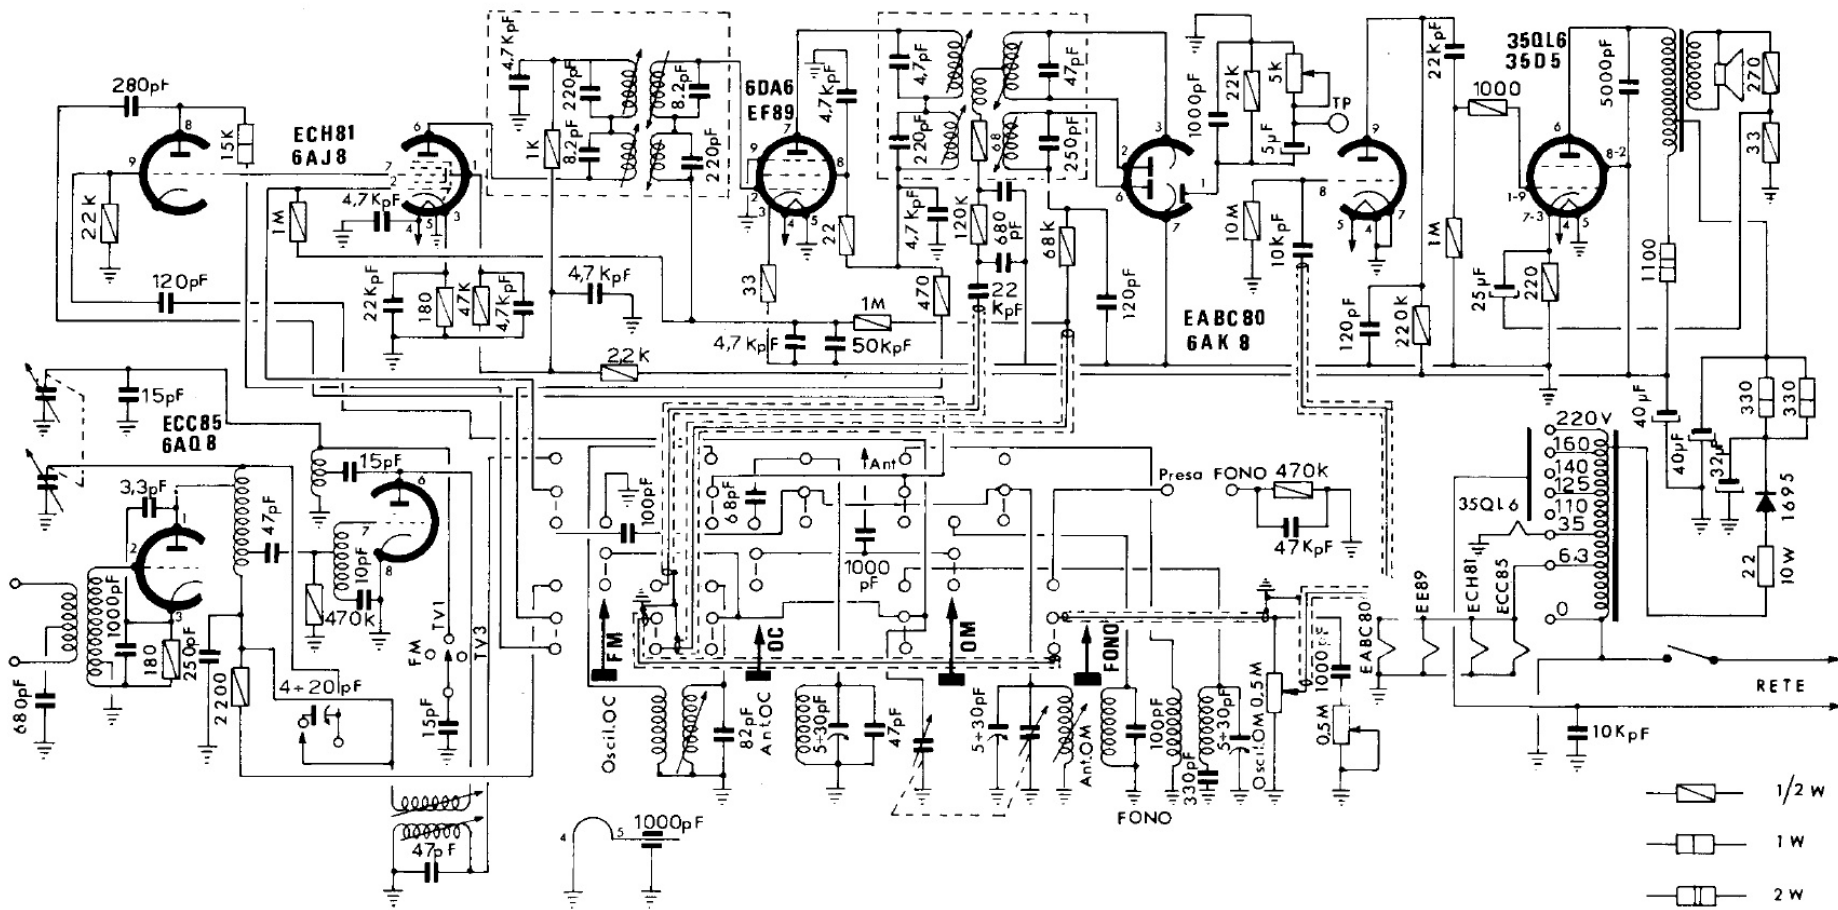 280pF
4,7KpF
220pF
8,2pF
1K
8,2pF
220pF
ECH81
6AJ8
15K
22K
1M
4,7KpF
120pF
22KpF
180
47K
4,7KpF
4,7KpF
6DA6
EF89
4,7KpF
33
22
4,7pF
220pF
68
47pF
250pF
4,7KpF
120K
680
pF
22
KpF
68K
470
1M
4,7KpF
50KpF
2,2K
120pF
1000pF
22K
5K
5µF
TP
10M
10KpF
EABC80
6AK8
22KpF
1000
1M
120pF
220K
35QL6
35D5
5000pF
25µF
220
270
33
1100
330
330
40µF
40µF
32µF
1695
22
10W
15pF
ECC85
6AQ8
3,3pF
47pF
15pF
10pF
470K
1000pF
180
250pF
2200
680pF
4÷20pF
15pF
FM
TV1
TV3
47pF
100pF
68pF
Ant
1000
pF
Presa FONO
470K
47KpF
FM
OC
OM
FONO
Oscil.OC
82pF
Ant.OC
5÷30pF
47pF
5÷30pF
Ant.OM
100pF
330pF
5÷30pF
Oscil.OM
0,5M
1000pF
0,5M
FONO
1000pF
35QL6
220V
160
140
125
110
35
6,3
0
EABC80
EE89
ECH81
ECC85
RETE
10KpF
1/2 W
1 W
2 W